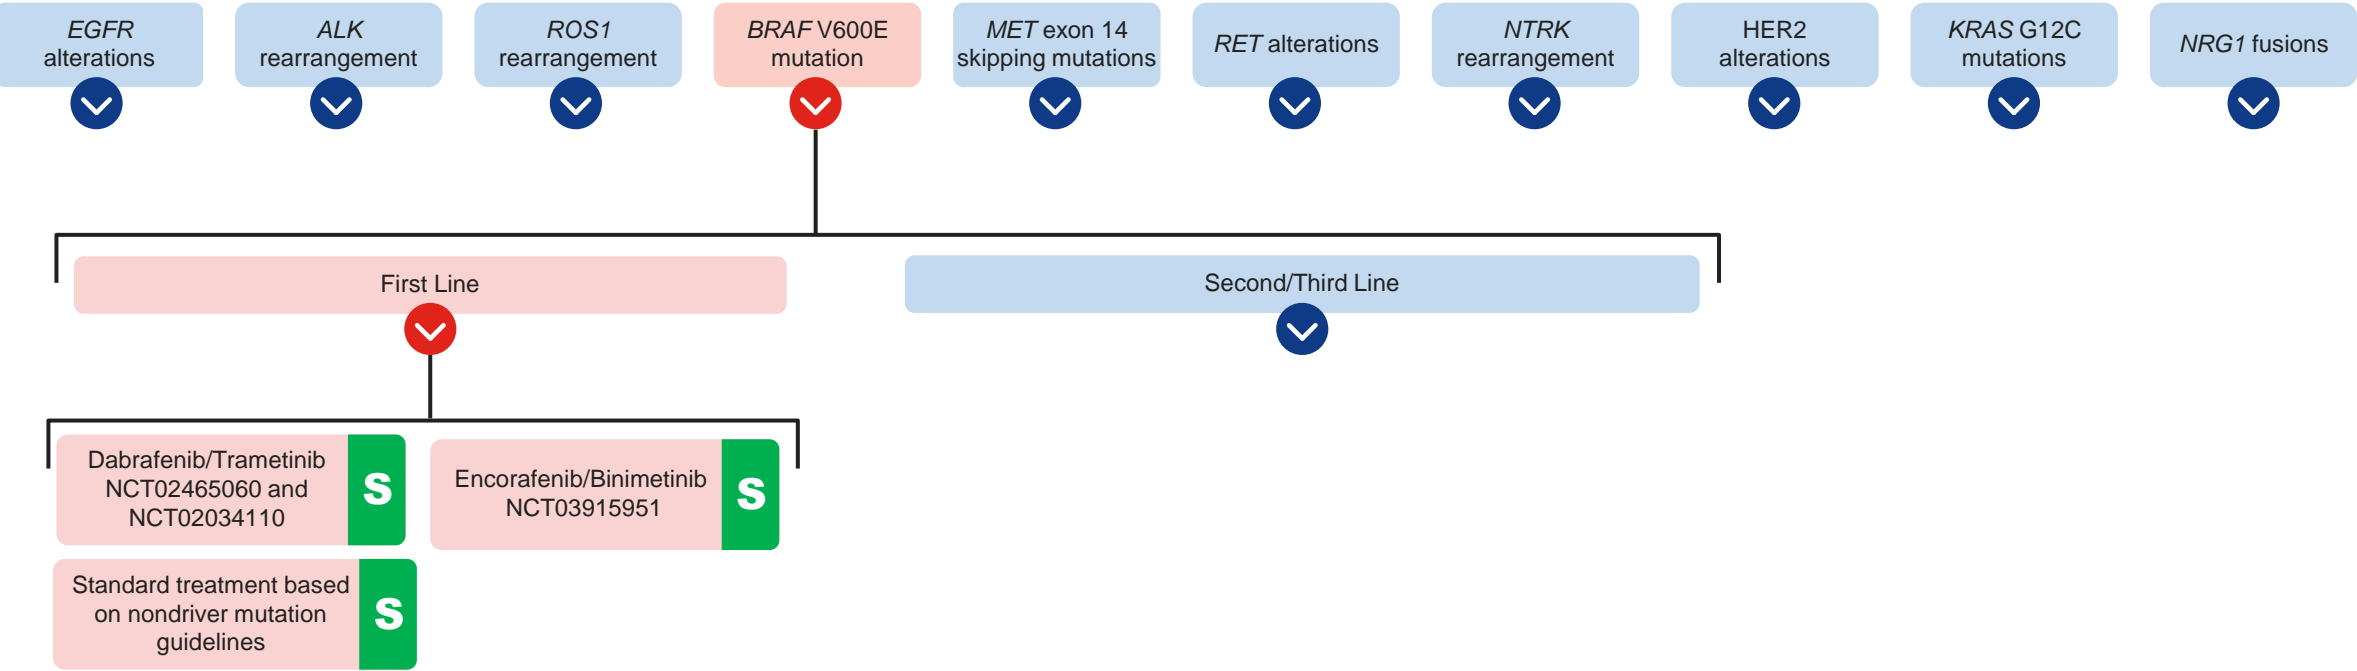 EGFR
alterations
ALK
rearrangement
ROS1
rearrangement
BRAF V600E
mutation
MET exon 14
skipping mutations
RET alterations
NTRK
rearrangement
HER2
alterations
KRAS G12C
mutations
NRG1 fusions
First Line
Second/Third Line
Dabrafenib/Trametinib
NCT02465060 and
NCT02034110
S
Encorafenib/Binimetinib
NCT03915951
S
Standard treatment based
on nondriver mutation
guidelines
S